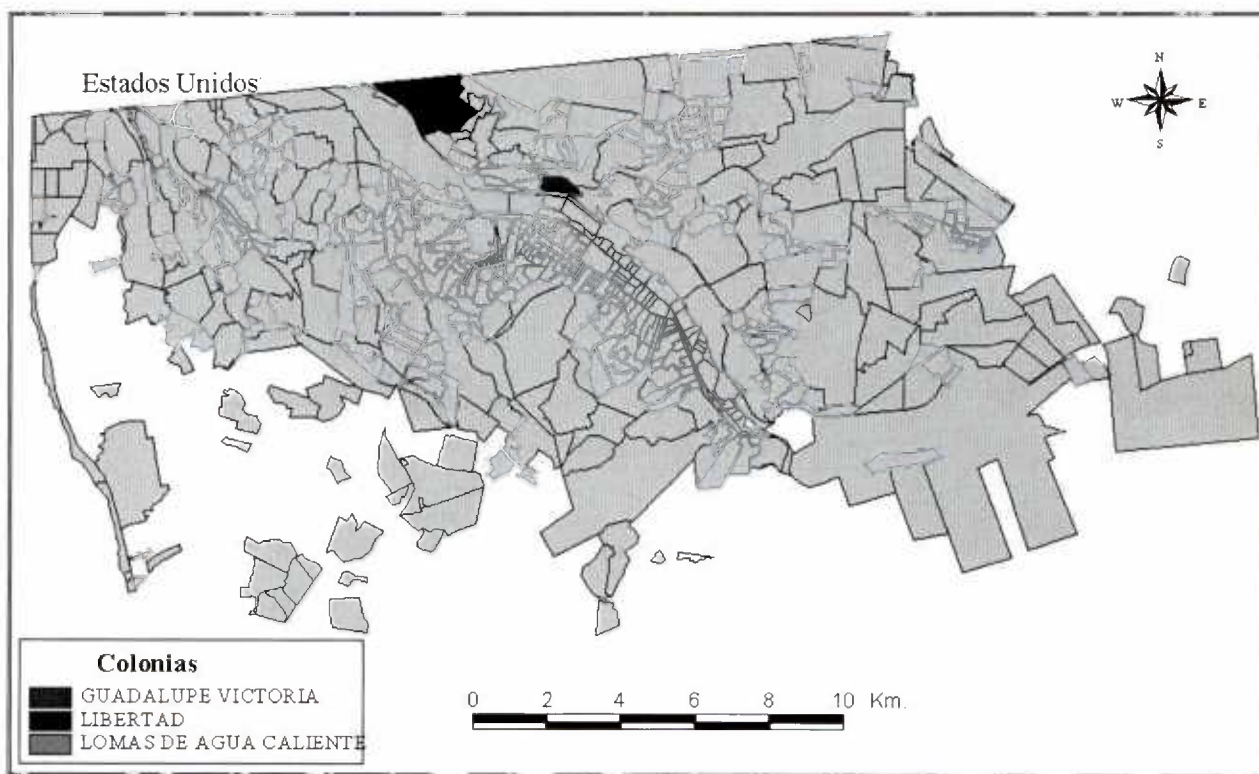 Estados Unidos
N
W E
S
Colonias
GUADALUPE VICTORIA
LIBERTAD
LOMAS DE AGUA CALIENTE
0 2 4 6 8 10 Km.